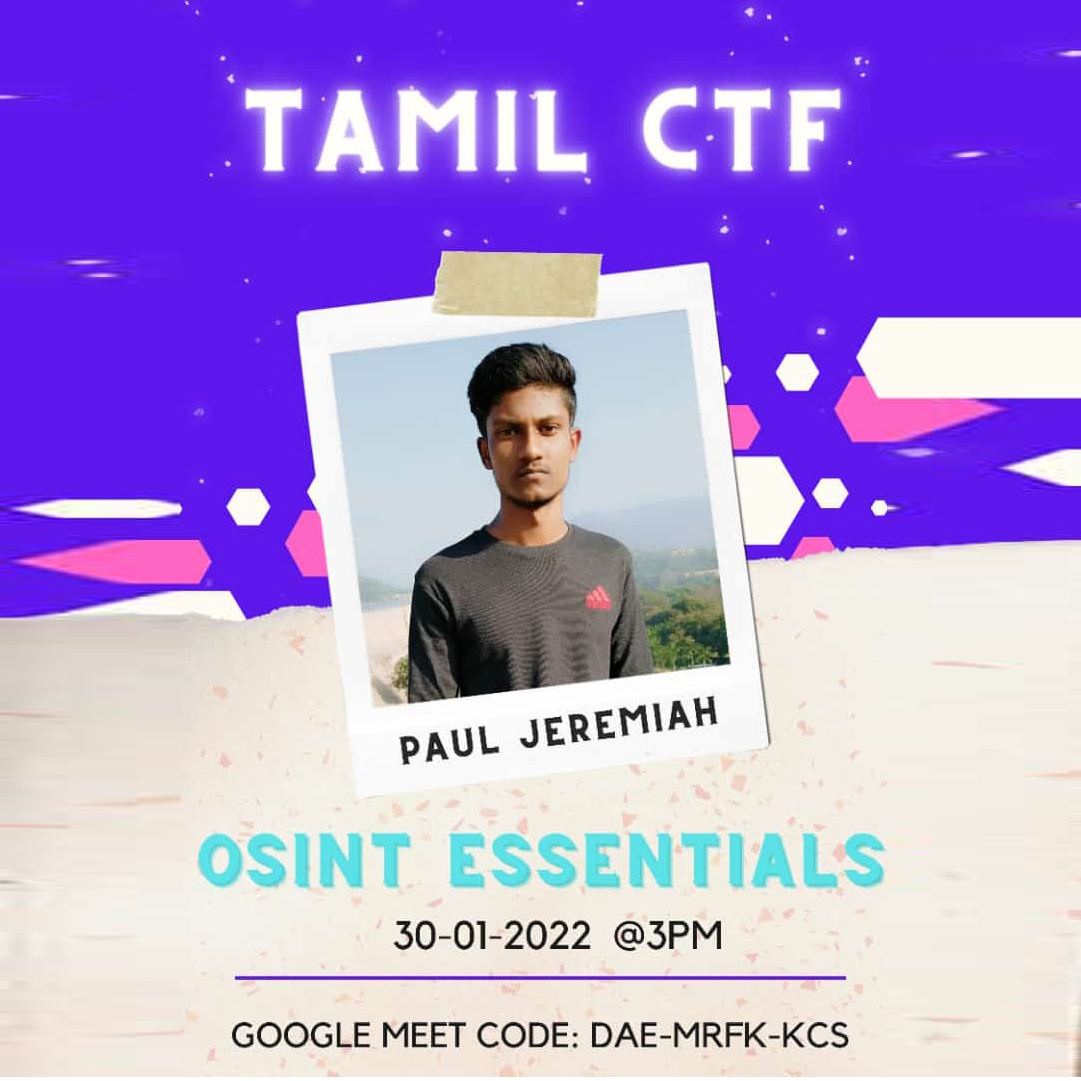 TAMIL CTF
PAUL JEREMIAH
OSINT ESSENTIALS
30-01-2022 @3PM
GOOGLE MEET CODE: DAE-MRFK-KCS